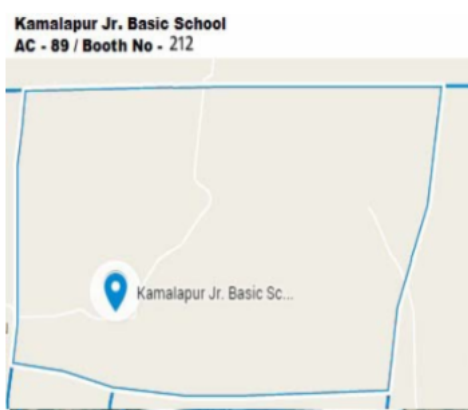 Kamalapur Jr. Basic School
AC - 89 / Booth No - 212
Kamalapur Jr. Basic Sc...